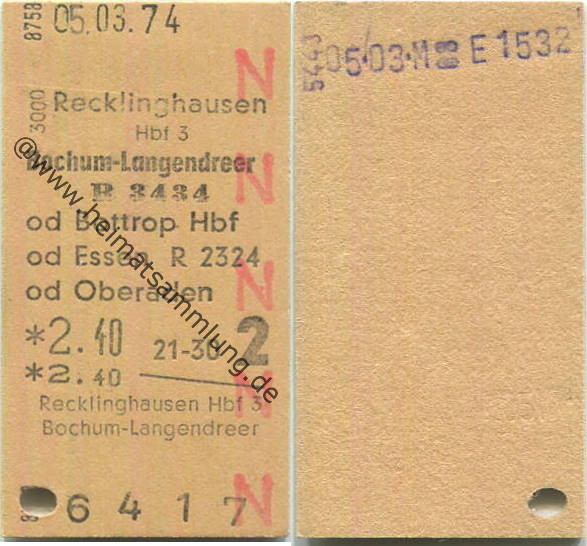 8758
05.03.74
Recklinghausen
3000
Hbf 3
Bochum-Langendreer
R 3434
od Bottrop Hbf
od Essen R 2324
od Oberaden
*2.40 21-30 2
*2.40
Recklinghausen Hbf 3
Bochum-Langendreer
6417
N
N
N
N
N
@www.heimatsammlung.de
05.03.M E 1532